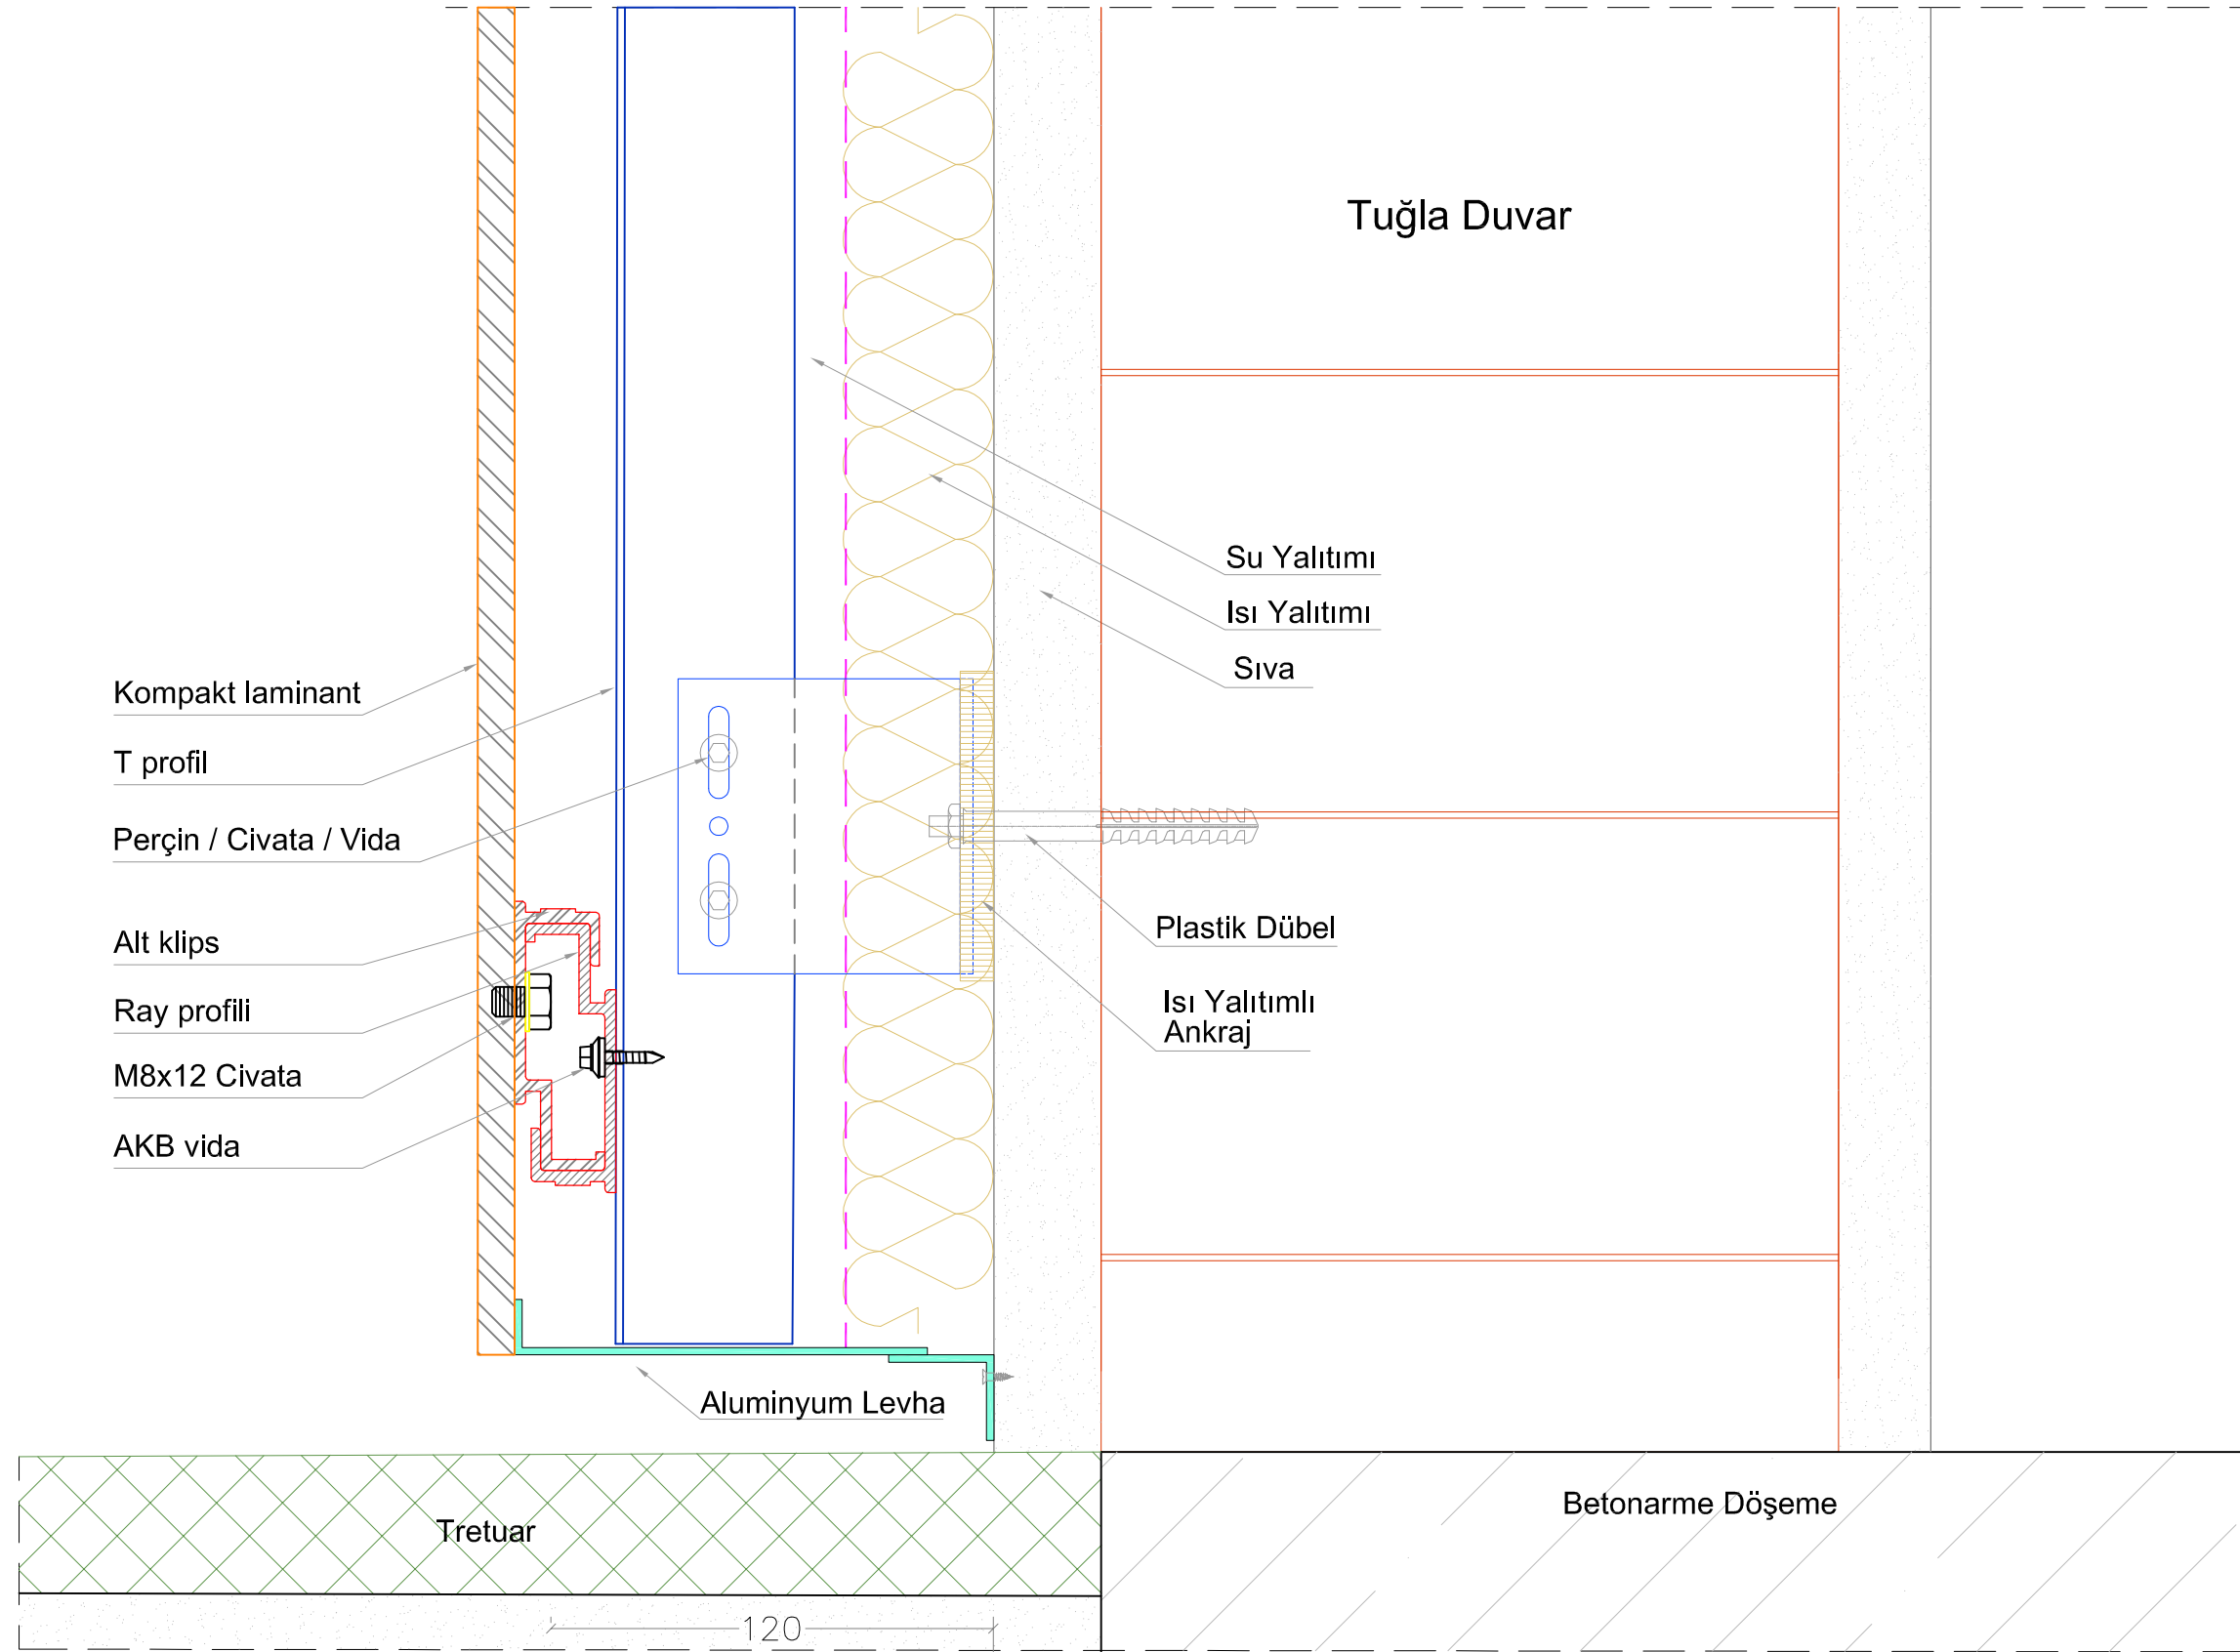 Tuğla Duvar
Su Yalıtımı
Isı Yalıtımı
Sıva
Kompakt laminant
T profil
Perçin / Civata / Vida
Alt klips
Ray profili
M8x12 Civata
AKB vida
Plastik Dübel
Isı Yalıtımlı
Ankraj
Aluminyum Levha
Tretuar
Betonarme Döşeme
120